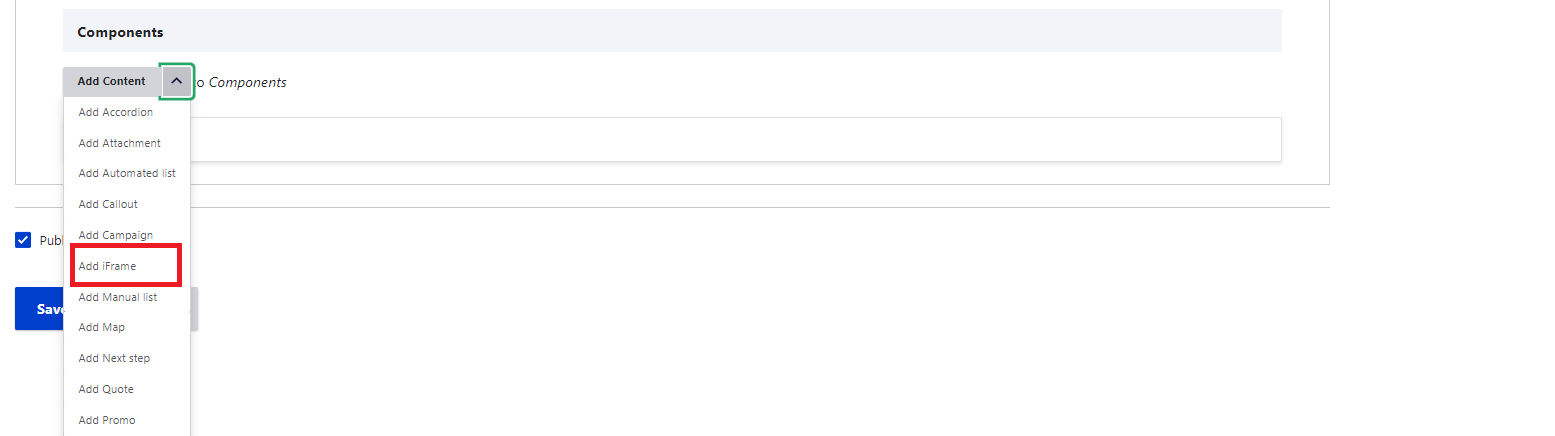 Components
Add Content to Components
Add Accordion
Add Attachment
Add Automated list
Add Callout
Add Campaign
Publ
Add iFrame
Add Manual list
Save
Add Map
Add Next step
Add Quote
Add Promo